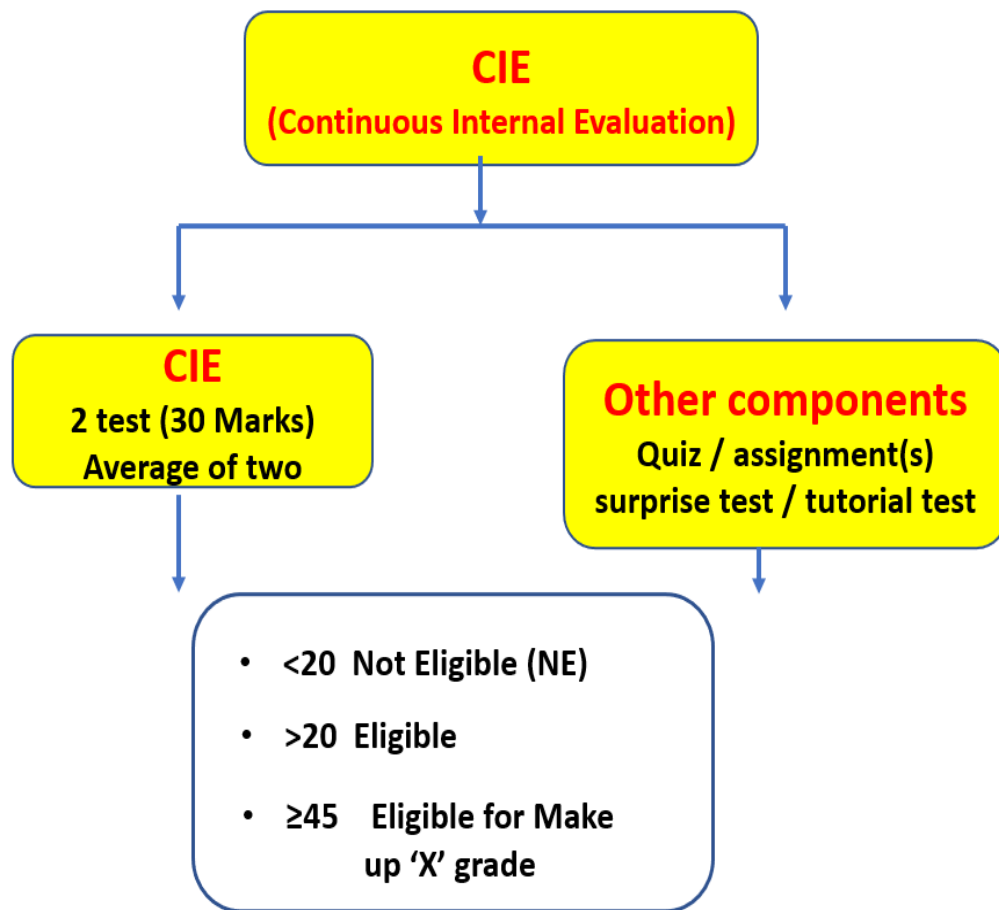 CIE
(Continuous Internal Evaluation)
CIE
2 test (30 Marks)
Average of two
Other components
Quiz / assignment(s)
surprise test / tutorial test
• <20 Not Eligible (NE)
• >20 Eligible
• ≥45 Eligible for Make
up ‘X’ grade